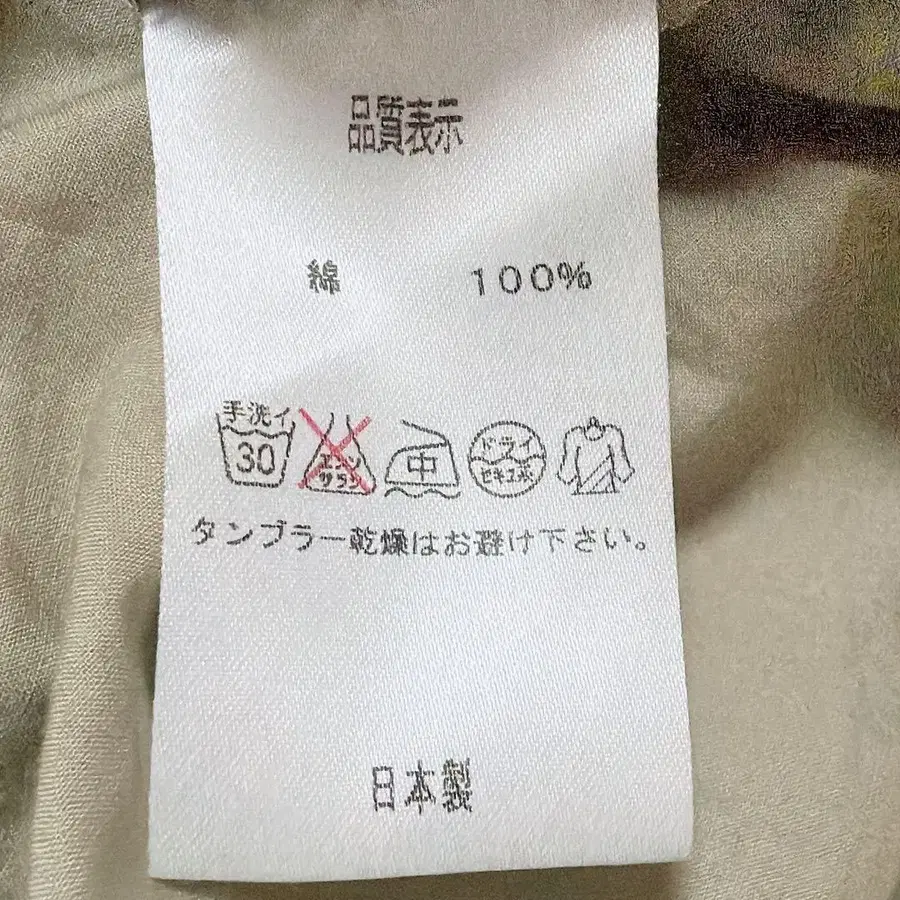 品質表示
綿 100%
手洗イ
30
エンソ
サラシ
中
ドライ
セキユ系
タンブラー乾燥はお避け下さい。
日本製